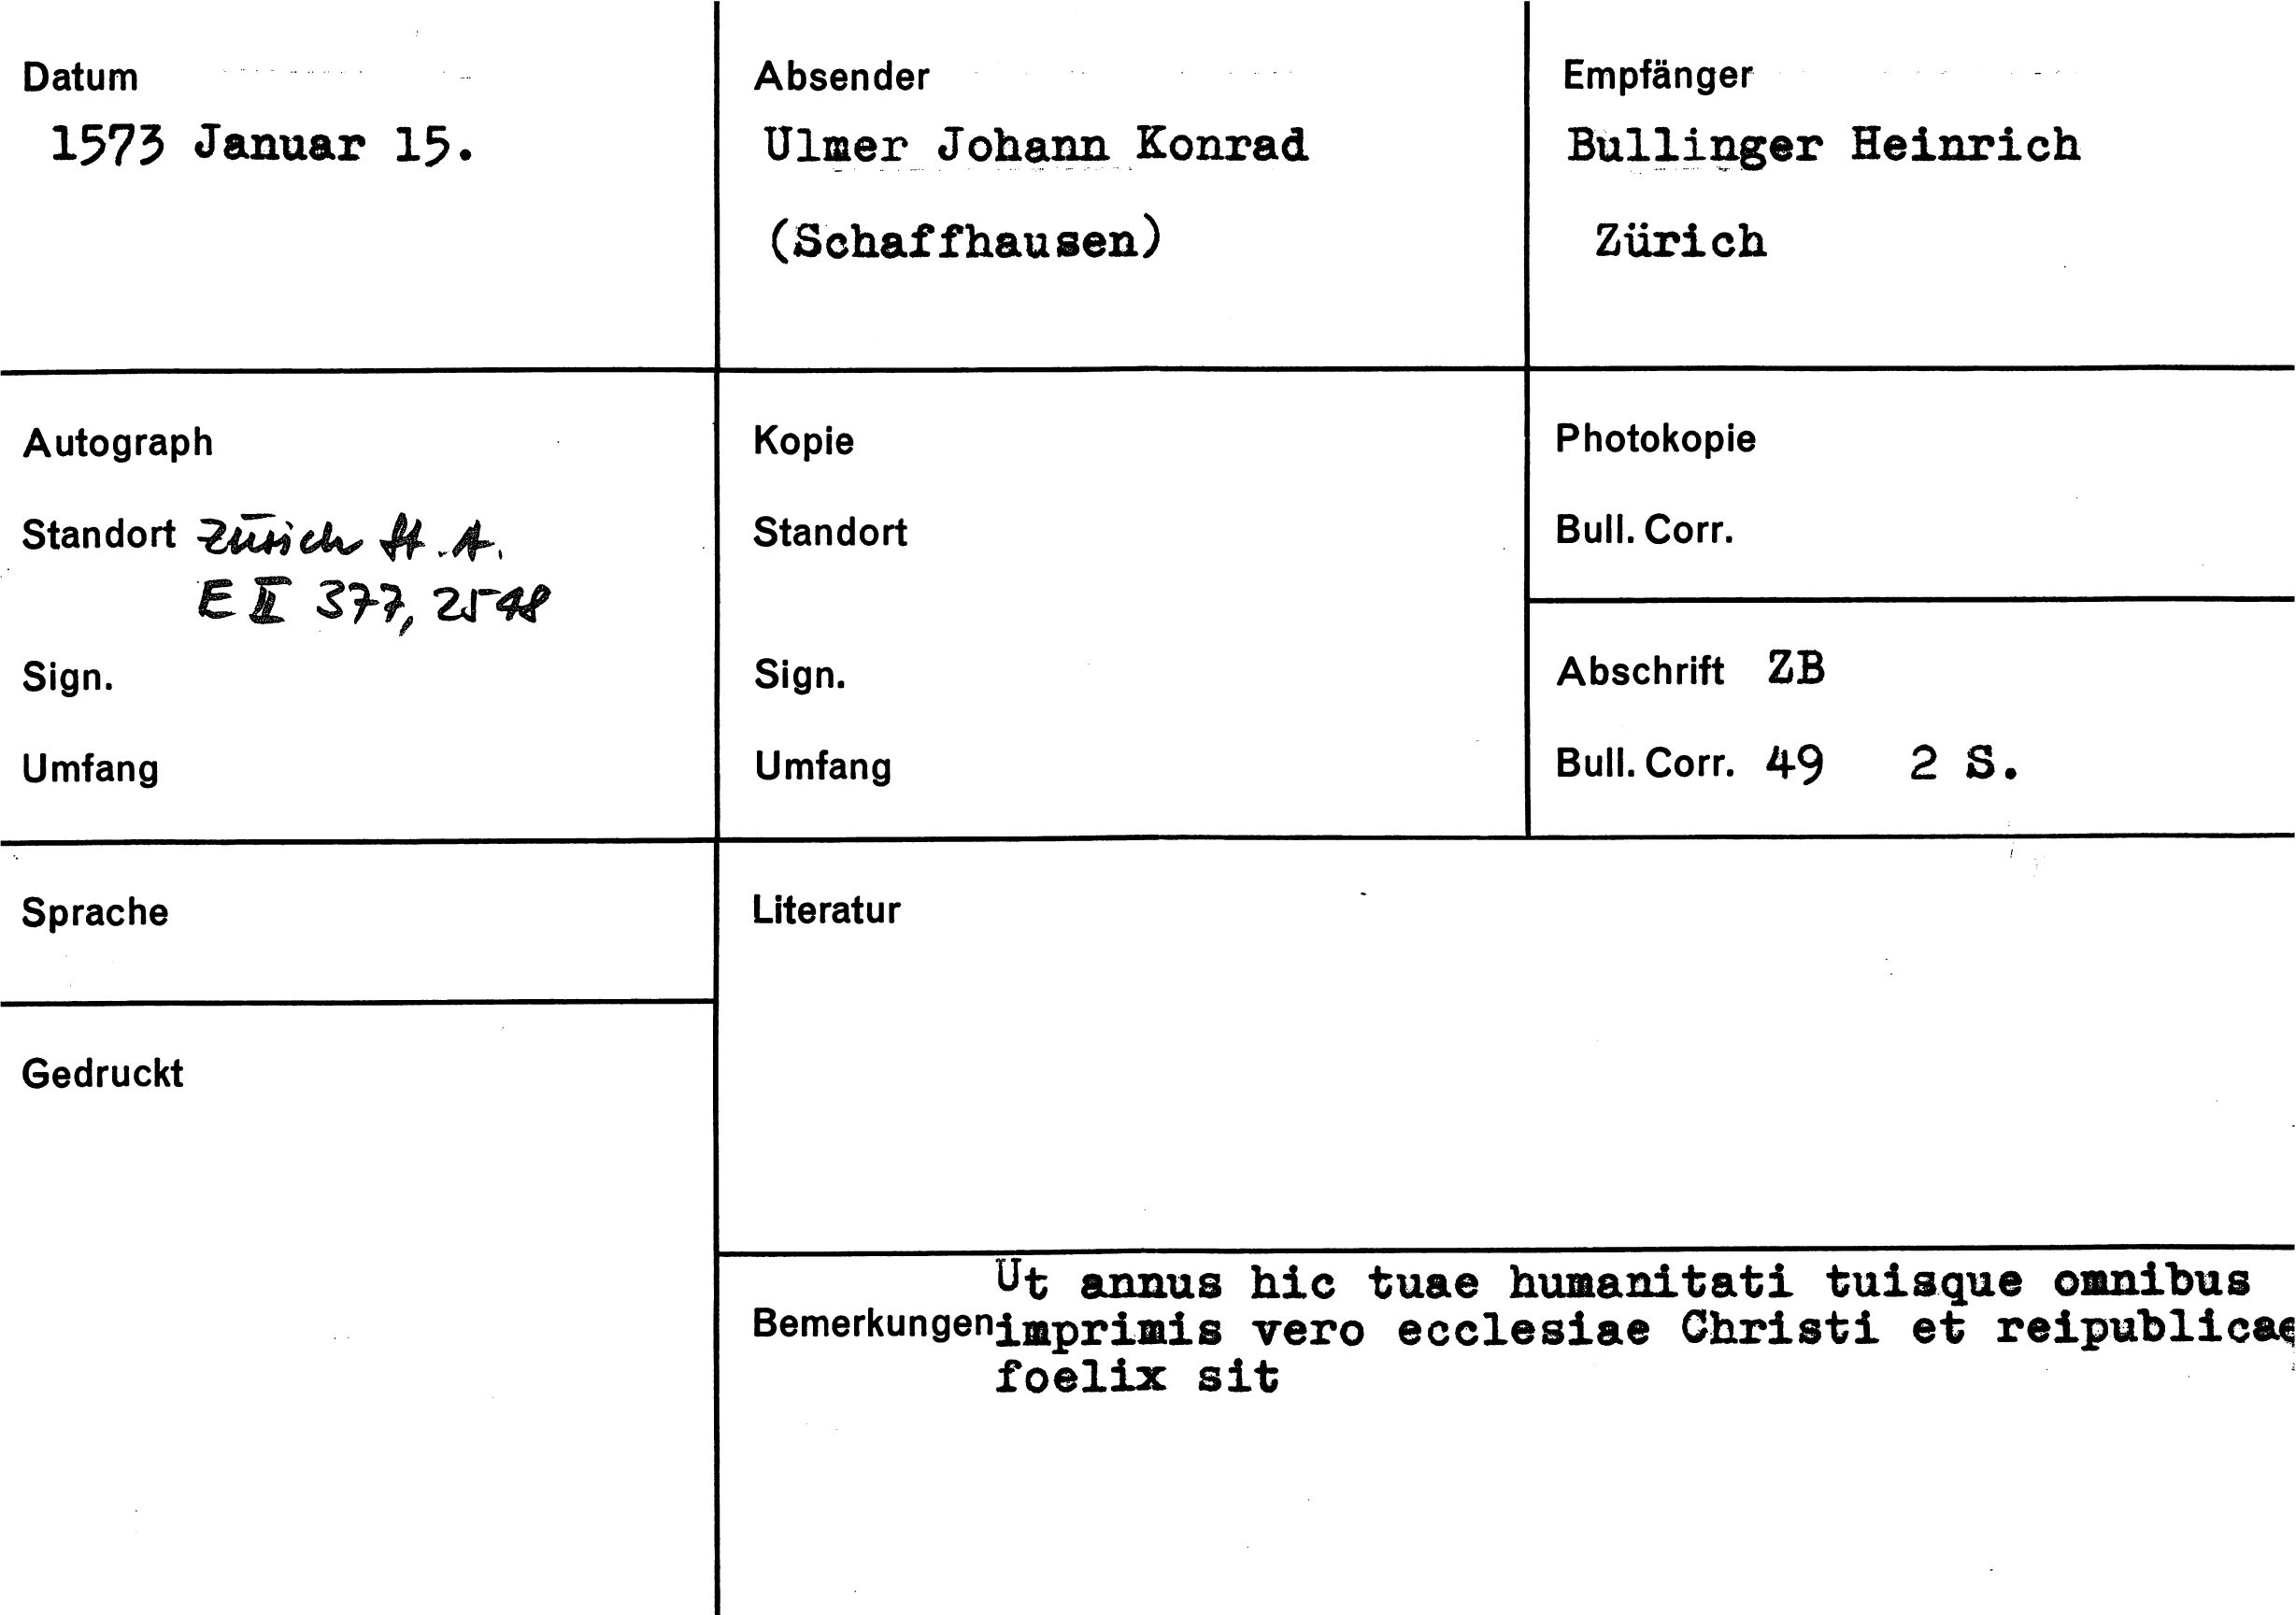 Datum
1573 Januar 15.
Absender
Ulmer Johann Konrad
(Schaffhausen)
Empfänger
Bullinger Heinrich
Zürich
Autograph
Standort Zürich St.A.
E II 377, 2548
Sign.
Umfang
Kopie
Standort
Sign.
Umfang
Photokopie
Bull. Corr.
Abschrift ZB
Bull. Corr. 49 2 S.
Sprache
Gedruckt
Literatur
Ut annus hic tuae humanitati tuisque omnibus
Bemerkungen imprimis vero ecclesiae Christi et reipublicae
foelix sit